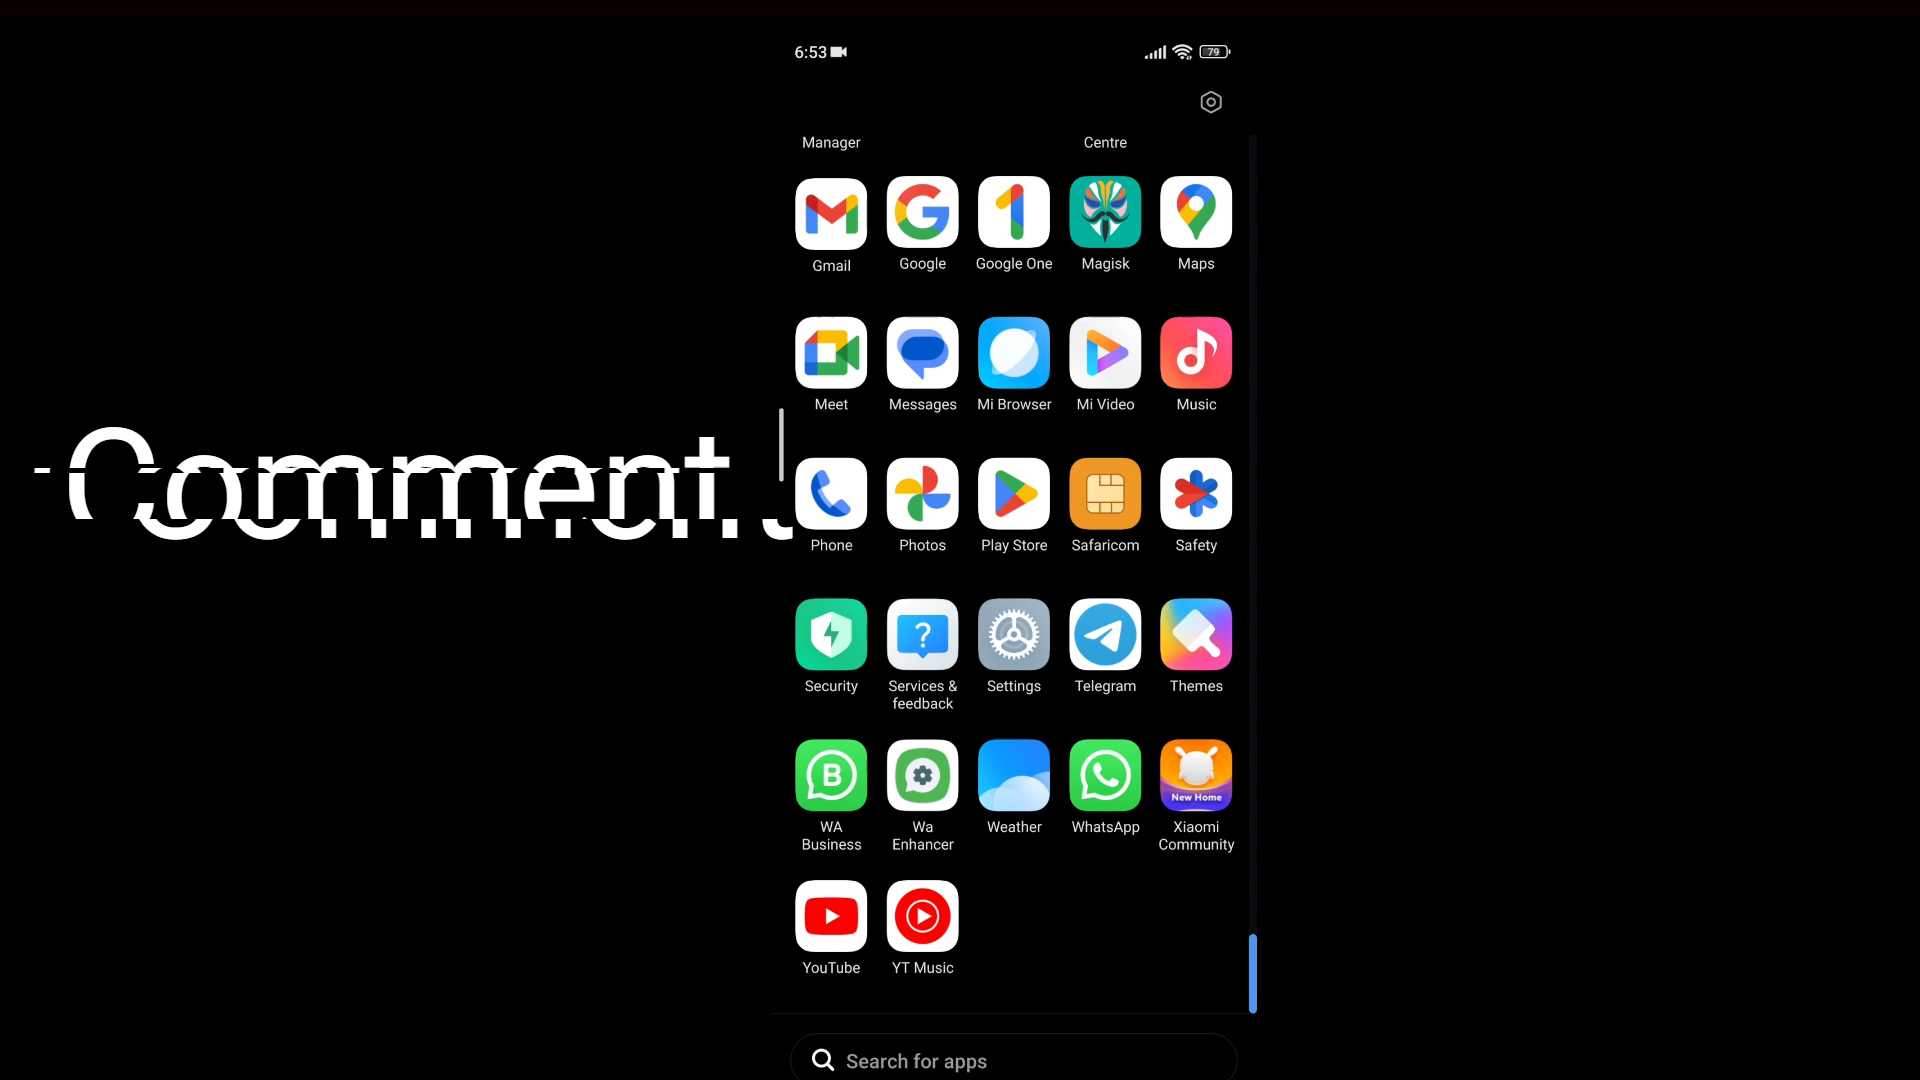 6:53
79
Manager Centre
Gmail Google Google One Magisk Maps
Meet Messages Mi Browser Mi Video Music
Comment
Phone Photos Play Store Safaricom Safety
Security Services & feedback Settings Telegram Themes
B
New Home
WA Business Wa Enhancer Weather WhatsApp Xiaomi Community
YouTube YT Music
Search for apps